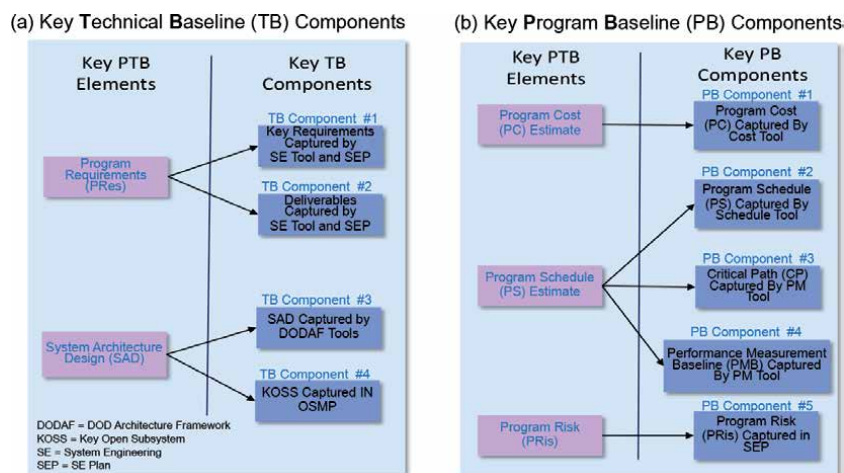 (a) Key Technical Baseline (TB) Components
Key PTB
Elements
Key TB
Components
TB Component #1
Key Requirements
Captured by
SE Tool and SEP
Program
Requirements (PRes)
TB Component #2
Deliverables
Captured by
SE Tool and SEP
TB Component #3
SAD Captured by
DODAF Tools
System Architecture
Design (SAD)
TB Component #4
KOSS Captured IN
OSMP
DODAF = DOD Architecture Framework
KOSS = Key Open Subsystem
SE = System Engineering
SEP = SE Plan
(b) Key Program Baseline (PB) Components
Key PTB
Elements
Key PB
Components
PB Component #1
Program Cost
(PC) Estimate
Program Cost
(PC) Captured By
Cost Tool
PB Component #2
Program Schedule
(PS) Captured By
Schedule Tool
PB Component #3
Program Schedule
(PS) Estimate
Critical Path (CP)
Captured By PM
Tool
PB Component #4
Performance Measurement
Baseline (PMB) Captured
By PM Tool
PB Component #5
Program Risk
(PRis)
Program Risk
(PRis) Captured in
SEP